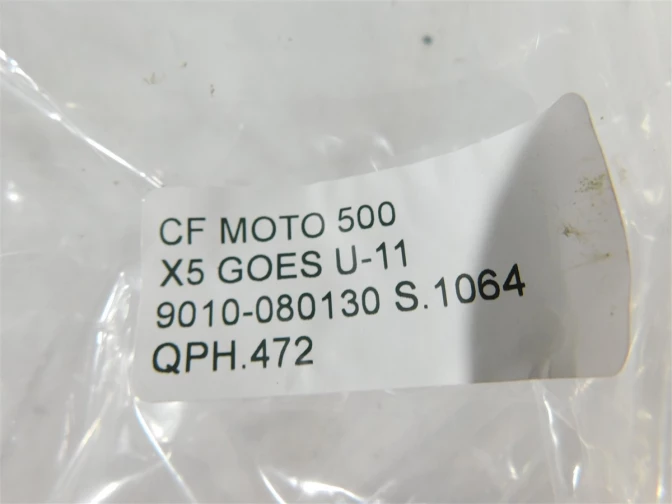 CF MOTO 500
X5 GOES U-11
9010-080130 S.1064
QPH.472